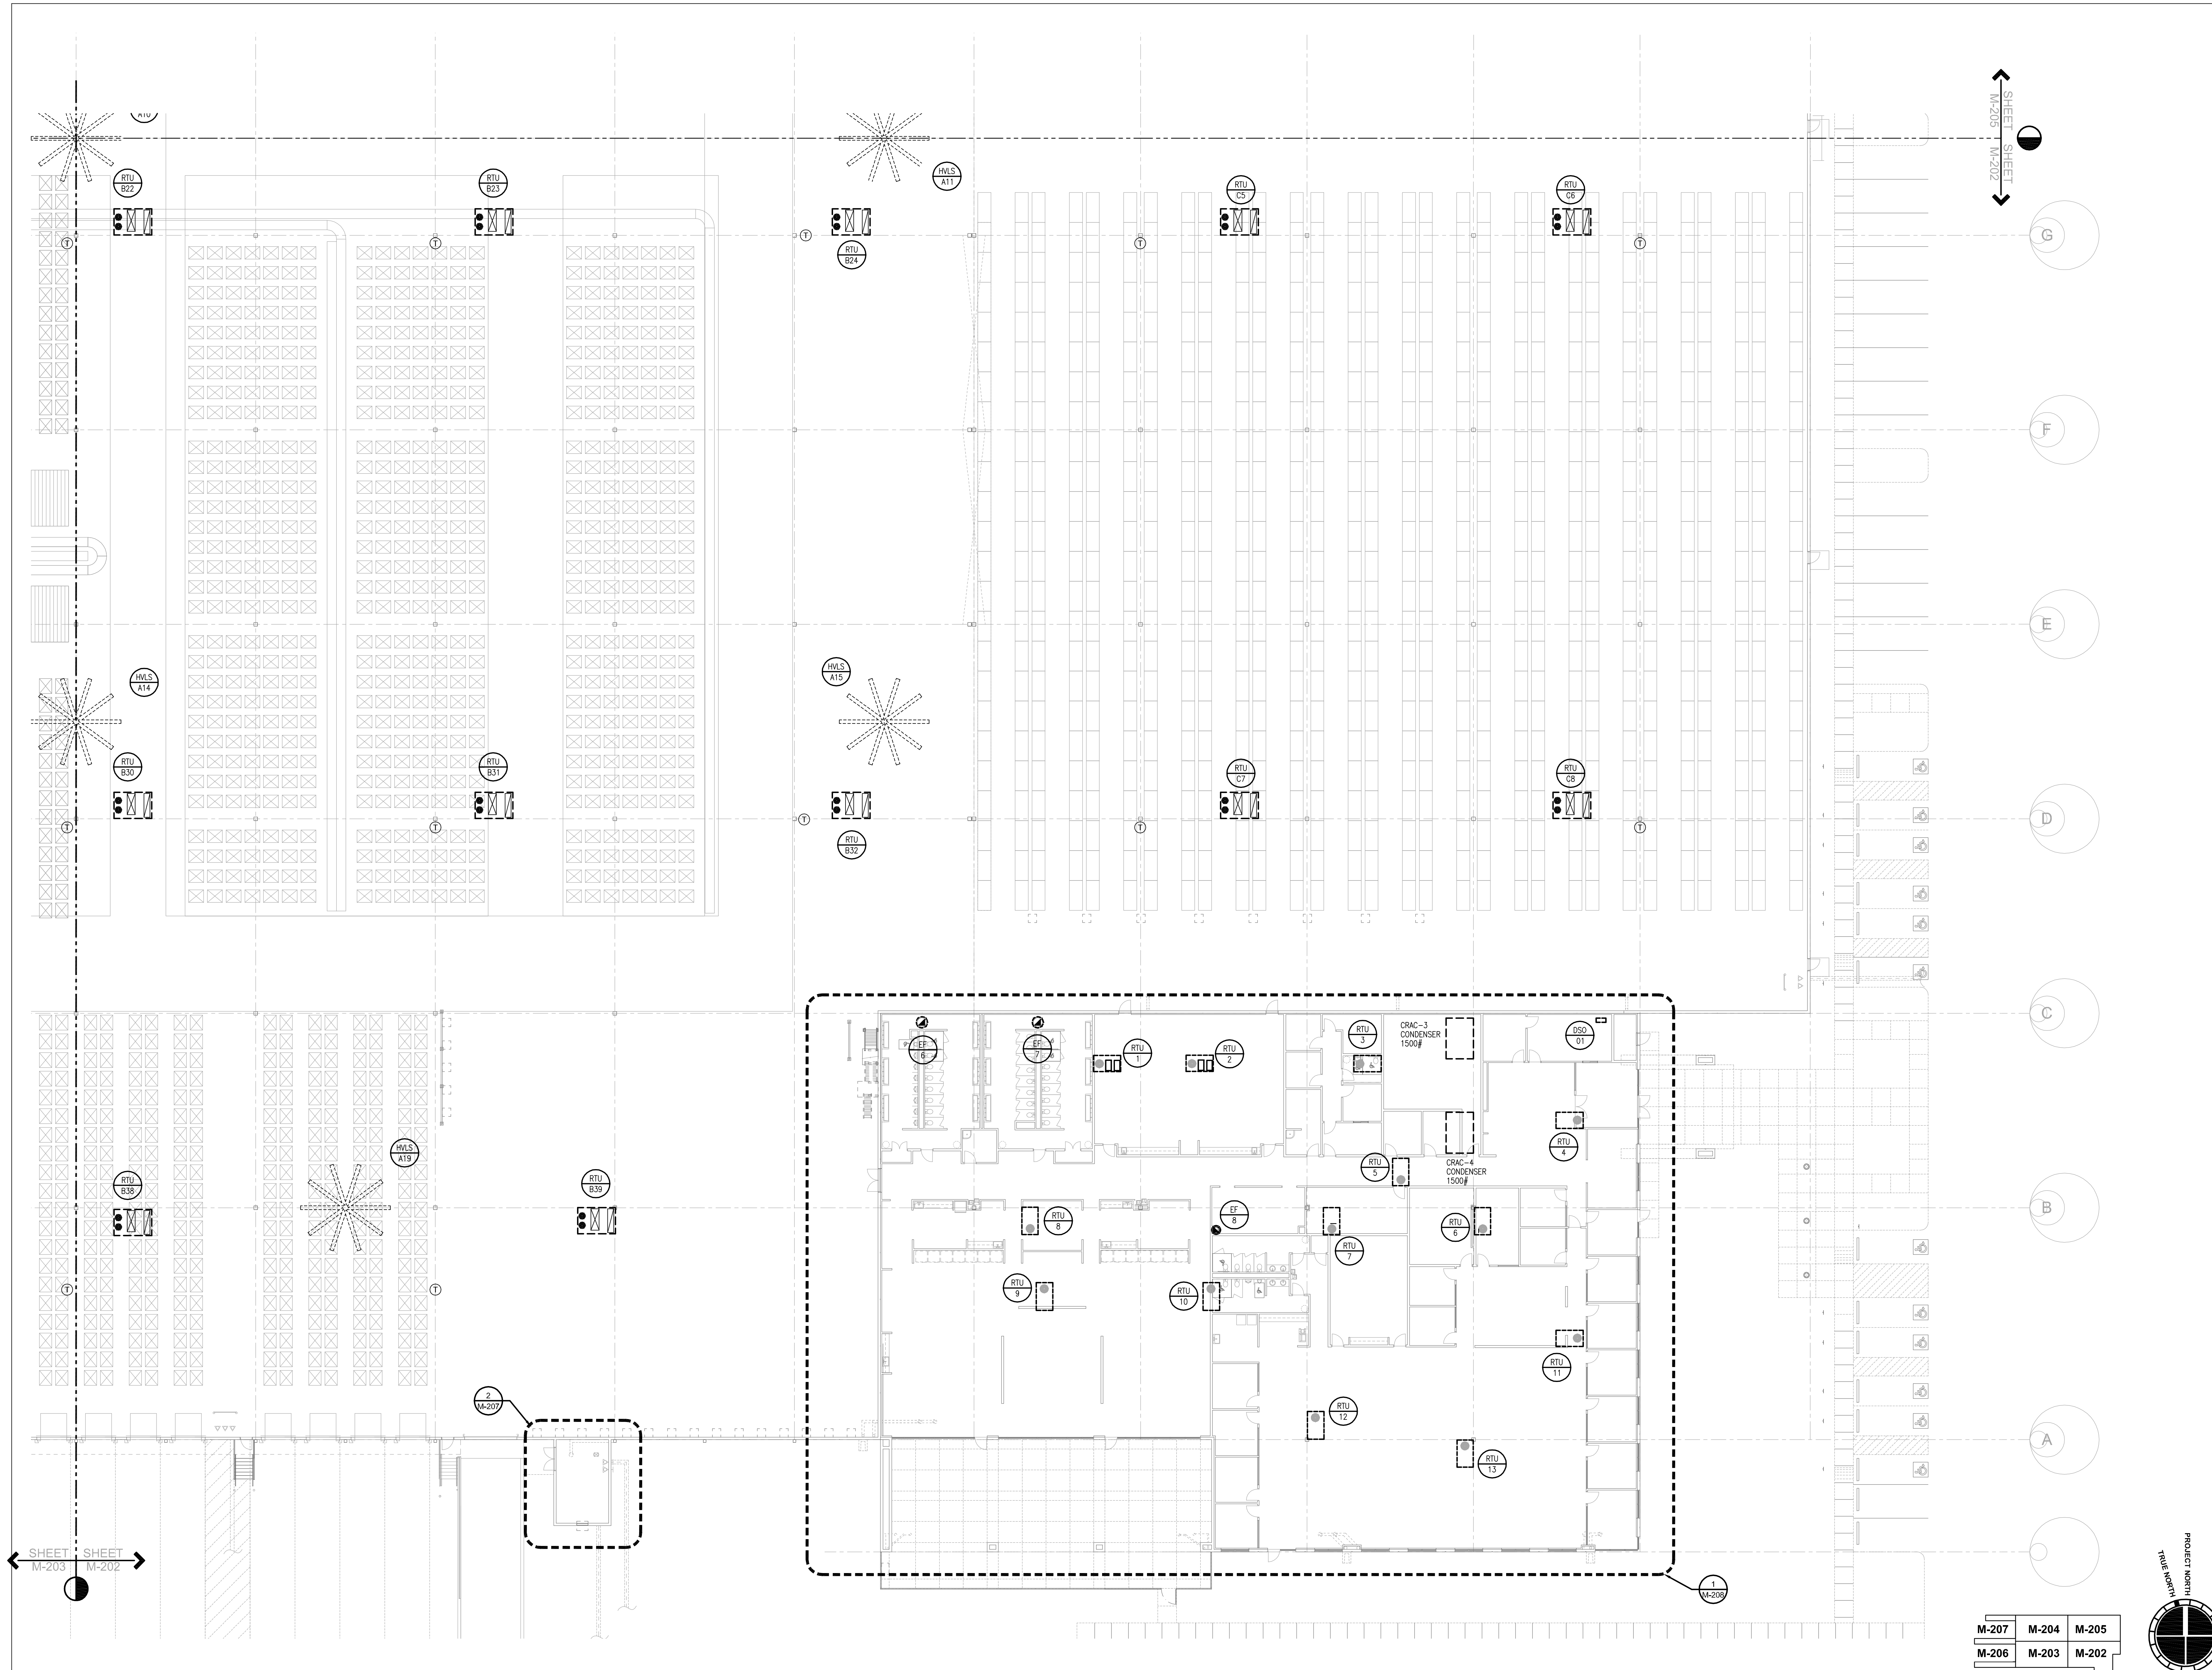 A10
SHEET
M-205
SHEET
M-202
RTU
B22
RTU
B23
HVLS
A11
RTU
C5
RTU
C6
G
T
T
T
T
T
RTU
B24
F
E
HVLS
A14
HVLS
A15
RTU
B30
RTU
B31
RTU
C7
RTU
C8
D
T
T
T
T
T
RTU
B32
C
EF
6
EF
7
RTU
1
RTU
2
RTU
3
CRAC-3
CONDENSER
1500#
DSO
01
RTU
4
HVLS
A19
RTU
5
CRAC-4
CONDENSER
1500#
RTU
B38
RTU
B39
B
RTU
8
EF
8
RTU
6
RTU
7
T
T
RTU
9
RTU
10
RTU
11
2
M-207
RTU
12
A
RTU
13
SHEET
M-203
SHEET
M-202
1
M-208
TRUE NORTH
PROJECT NORTH
M-207 M-204 M-205
M-206 M-203 M-202